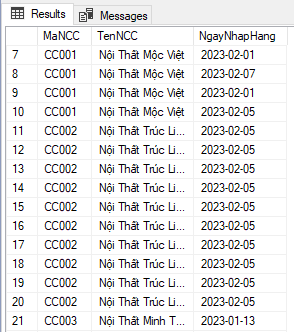 Results Messages
MaNCC TenNCC NgayNhapHang
7 CC001 Nội Thất Mộc Việt 2023-02-01
8 CC001 Nội Thất Mộc Việt 2023-02-07
9 CC001 Nội Thất Mộc Việt 2023-02-01
10 CC001 Nội Thất Mộc Việt 2023-02-05
11 CC002 Nội Thất Trúc Li... 2023-02-05
12 CC002 Nội Thất Trúc Li... 2023-02-05
13 CC002 Nội Thất Trúc Li... 2023-02-05
14 CC002 Nội Thất Trúc Li... 2023-02-05
15 CC002 Nội Thất Trúc Li... 2023-02-05
16 CC002 Nội Thất Trúc Li... 2023-02-05
17 CC002 Nội Thất Trúc Li... 2023-02-05
18 CC002 Nội Thất Trúc Li... 2023-02-05
19 CC002 Nội Thất Trúc Li... 2023-02-05
20 CC002 Nội Thất Trúc Li... 2023-02-05
21 CC003 Nội Thất Minh T... 2023-01-13